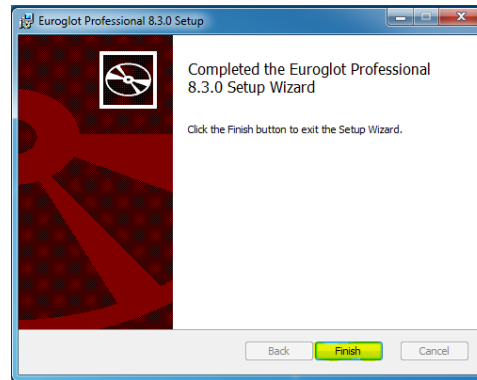 Euroglot Professional 8.3.0 Setup
Completed the Euroglot Professional
8.3.0 Setup Wizard
Click the Finish button to exit the Setup Wizard.
Back Finish Cancel